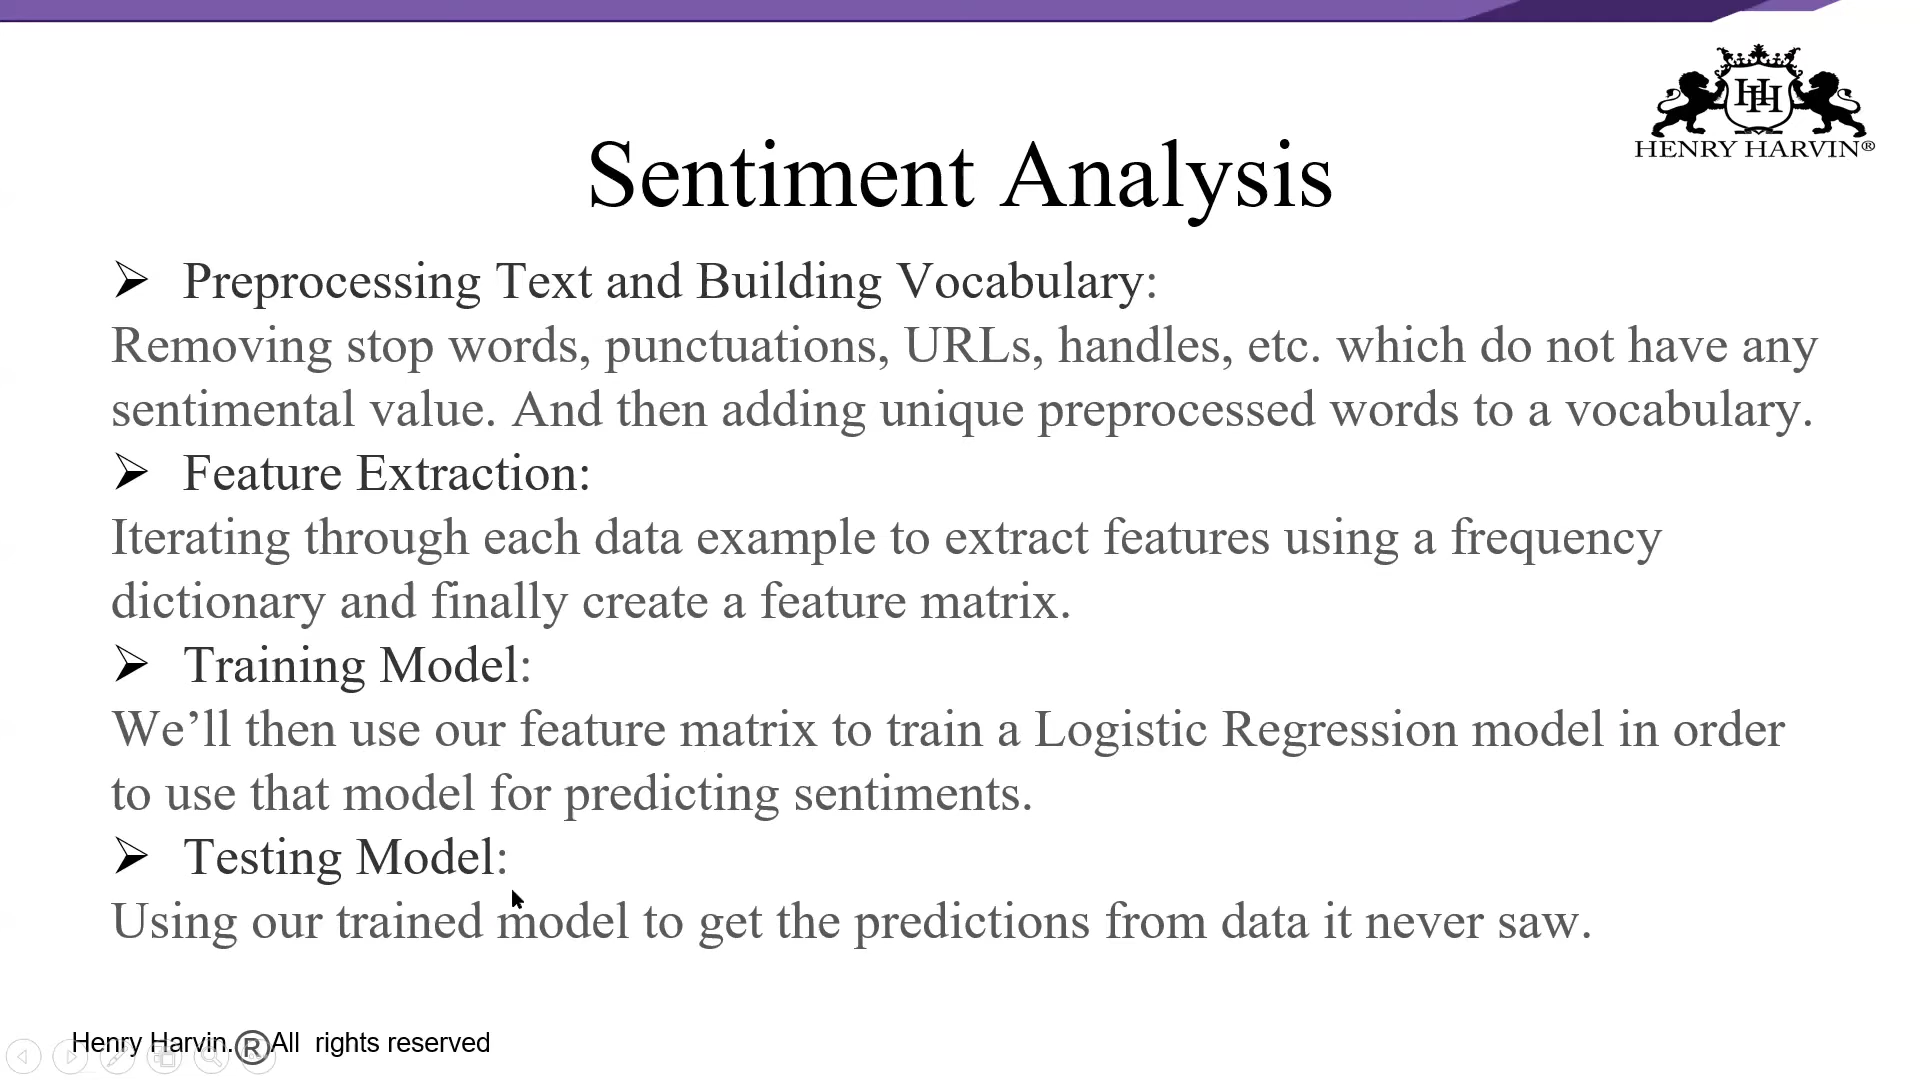 HH
HENRY HARVIN®
Sentiment Analysis
➢ Preprocessing Text and Building Vocabulary:
Removing stop words, punctuations, URLs, handles, etc. which do not have any
sentimental value. And then adding unique preprocessed words to a vocabulary.
➢ Feature Extraction:
Iterating through each data example to extract features using a frequency
dictionary and finally create a feature matrix.
➢ Training Model:
We’ll then use our feature matrix to train a Logistic Regression model in order
to use that model for predicting sentiments.
➢ Testing Model:
Using our trained model to get the predictions from data it never saw.
Henry Harvin.®All rights reserved